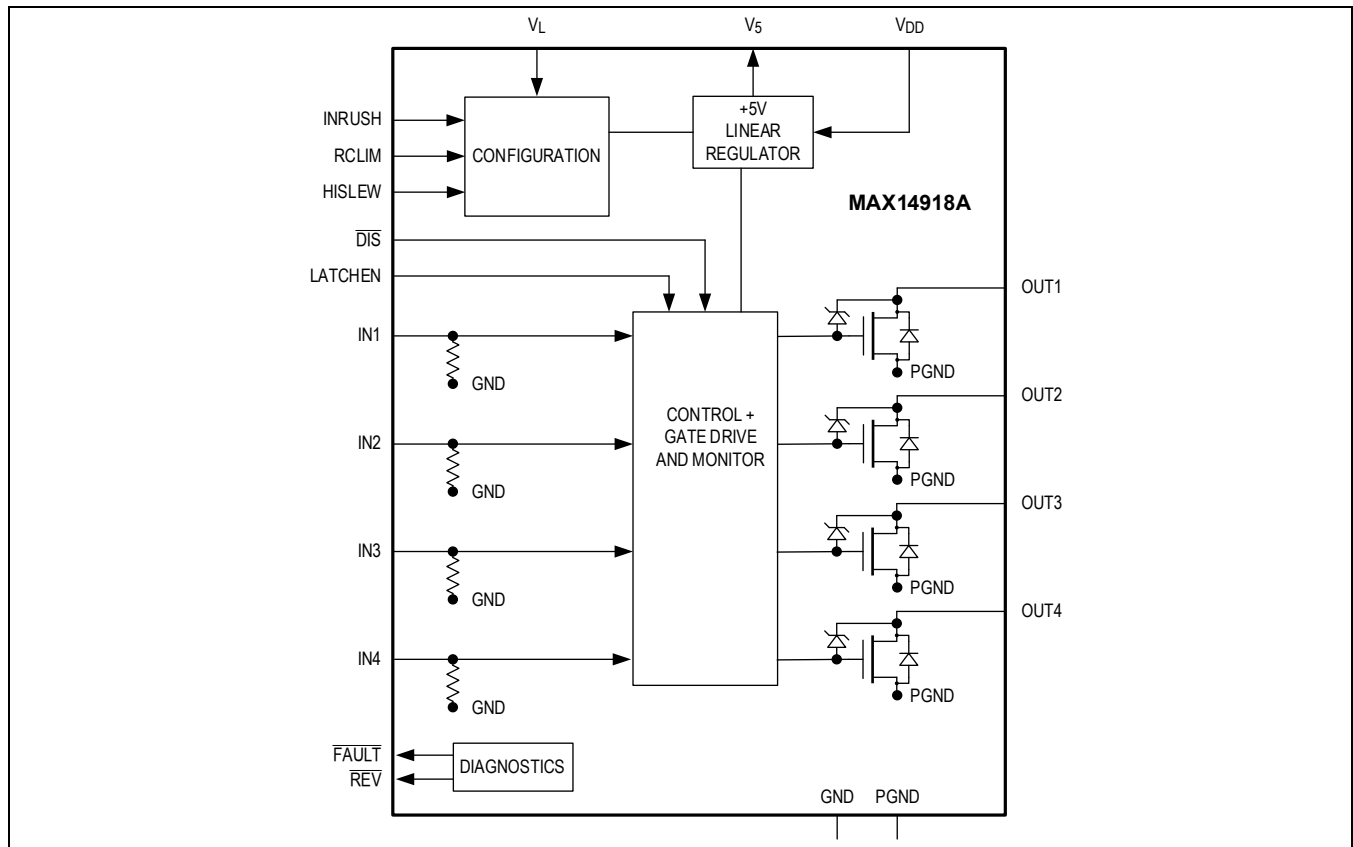 VL
V5
VDD
INRUSH
RCLIM
HISLEW
CONFIGURATION
+5V
LINEAR
REGULATOR
MAX14918A
DIS
LATCHEN
IN1
GND
IN2
GND
IN3
GND
IN4
GND
CONTROL +
GATE DRIVE
AND MONITOR
OUT1
PGND
OUT2
PGND
OUT3
PGND
OUT4
PGND
FAULT
REV
DIAGNOSTICS
GND
PGND